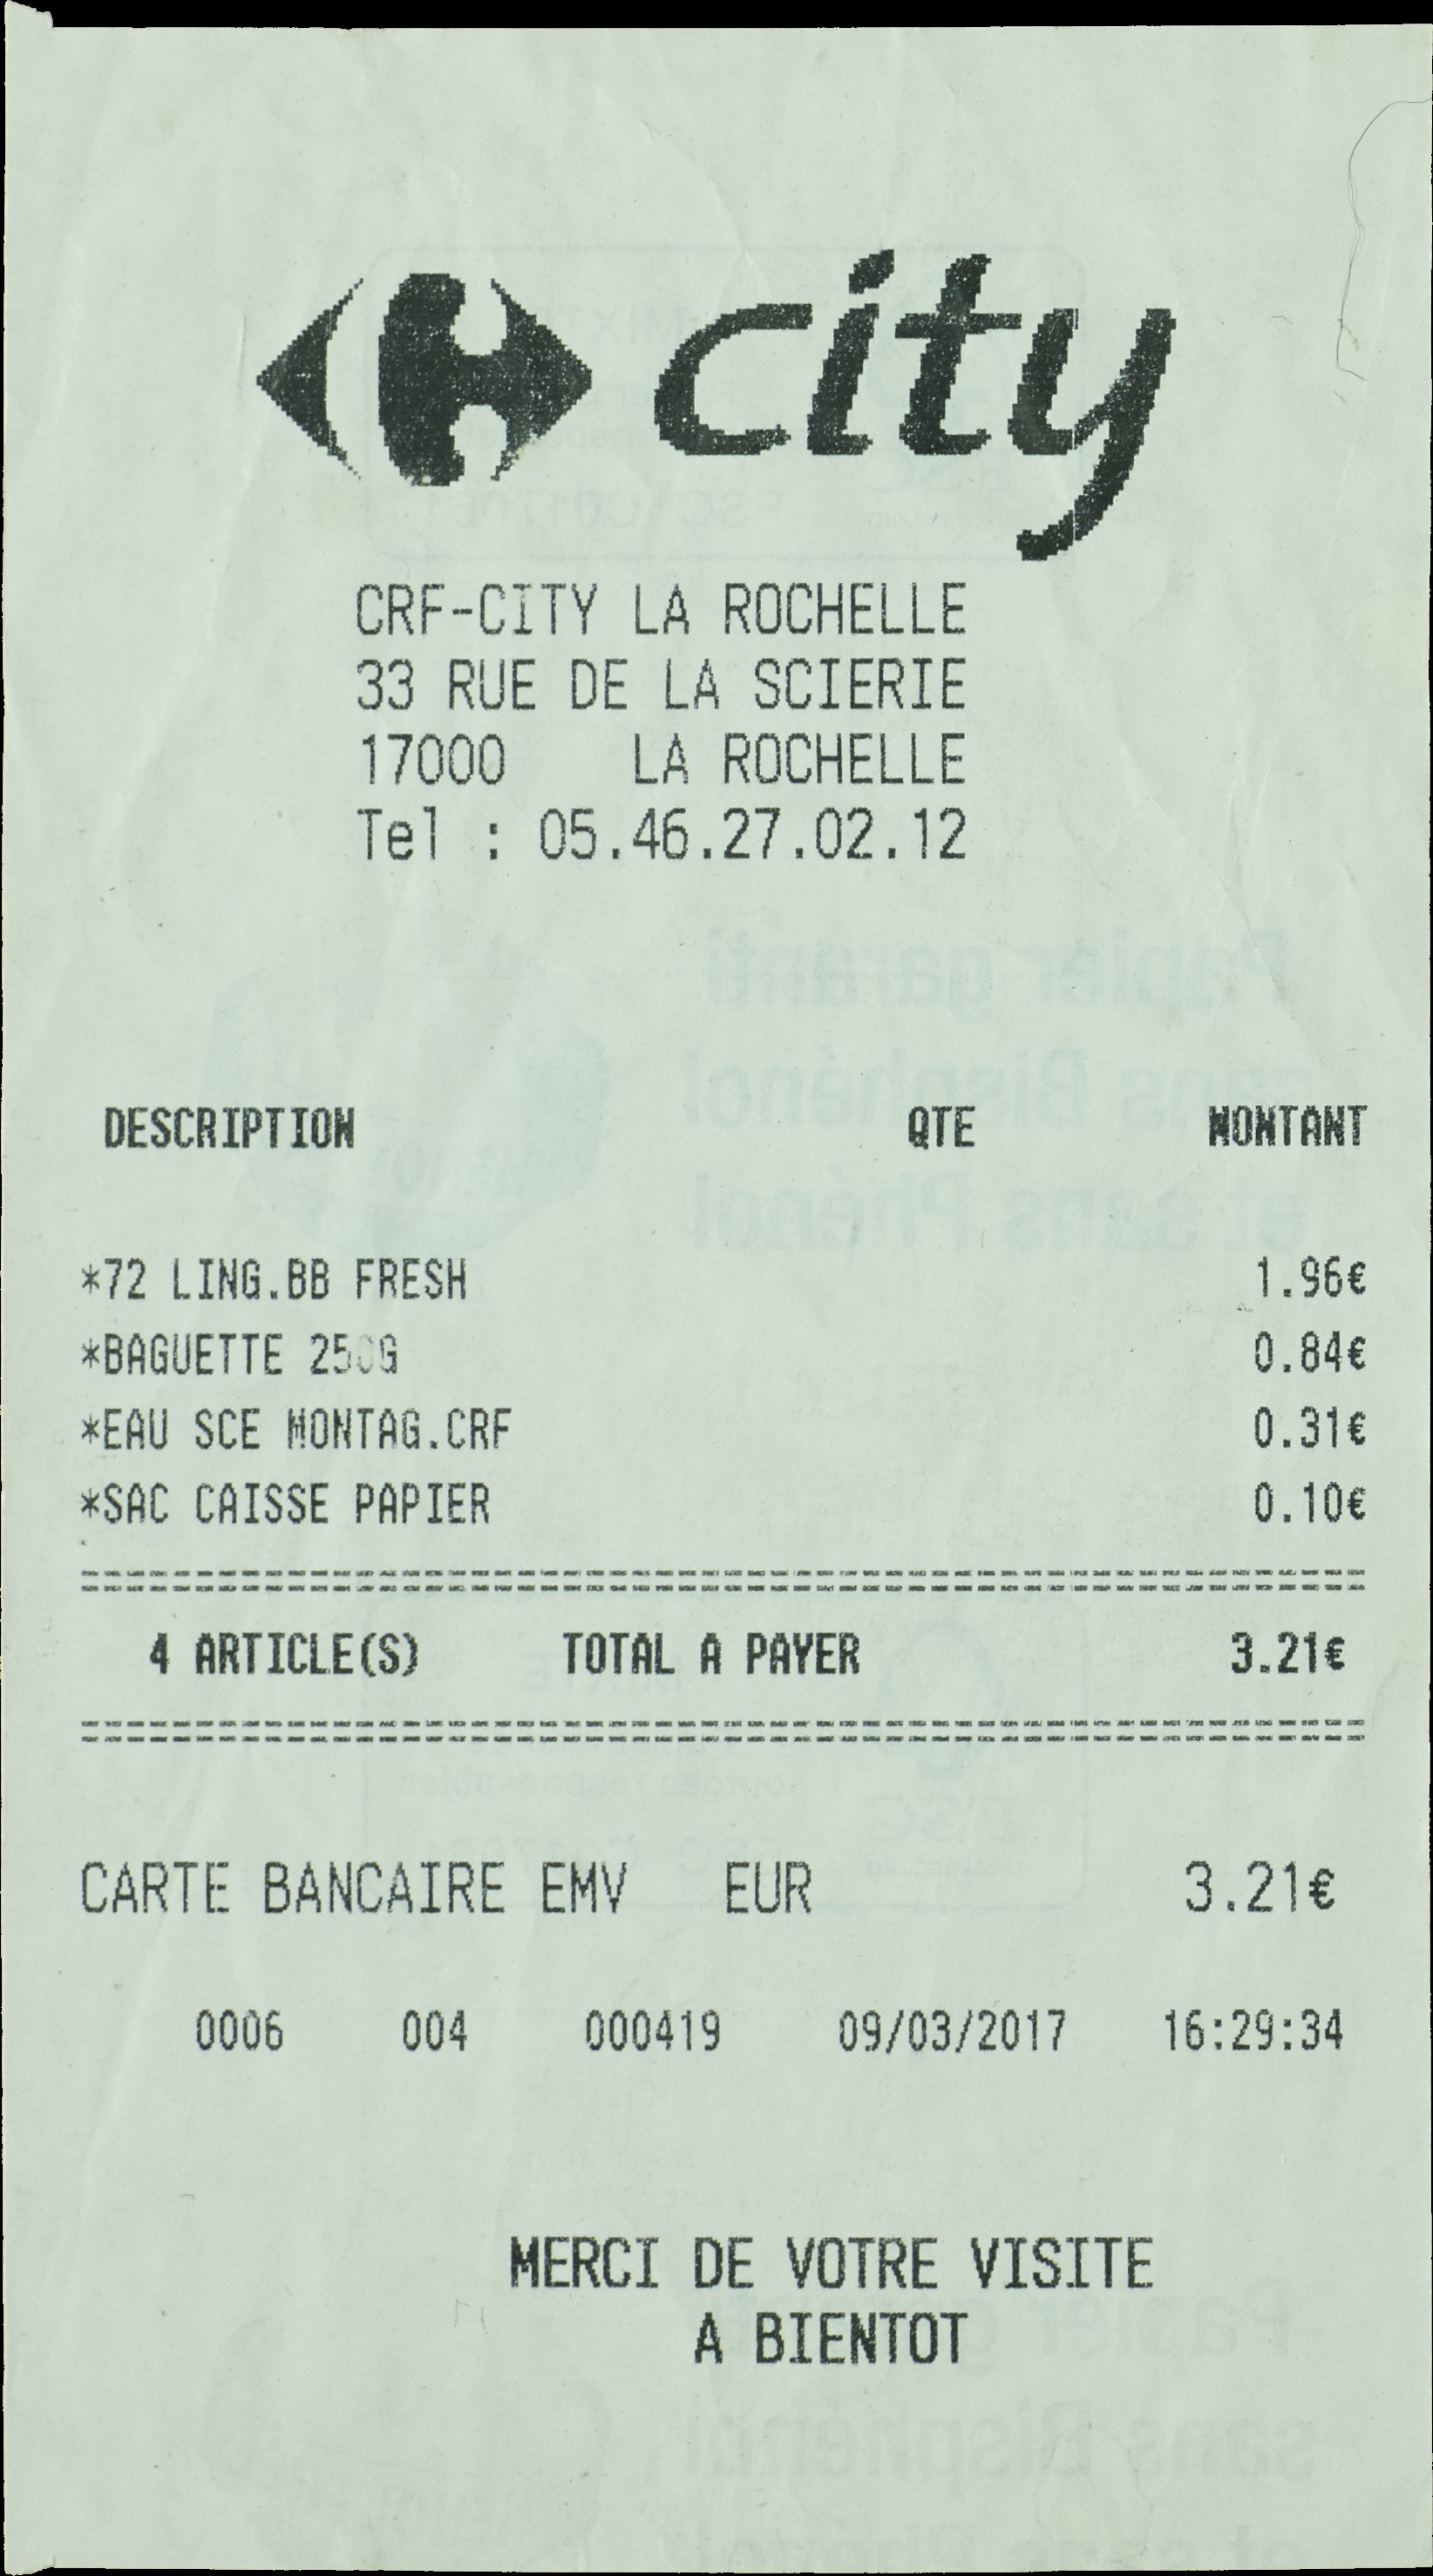 city
CRF-CITY LA ROCHELLE
33 RUE DE LA SCIERIE
17000 LA ROCHELLE
Tel : 05.46.27.02.12
DESCRIPTION QTE MONTANT
*72 LING.BB FRESH 1.96€
*BAGUETTE 250G 0.84€
*EAU SCE MONTAG.CRF 0.31€
*SAC CAISSE PAPIER 0.10€
4 ARTICLE(S) TOTAL A PAYER 3.21€
CARTE BANCAIRE EMV EUR 3.21€
0006 004 000419 09/03/2017 16:29:34
MERCI DE VOTRE VISITE
A BIENTOT